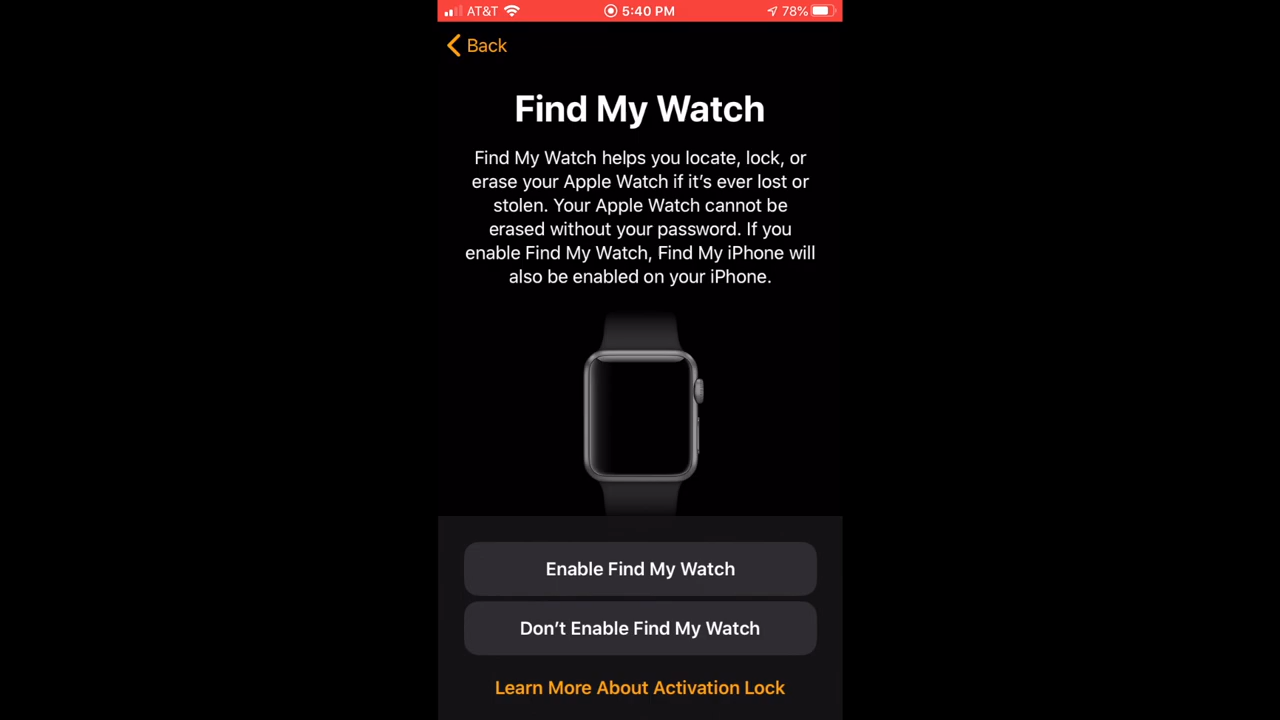 AT&T 5:40 PM 78%
Back
Find My Watch
Find My Watch helps you locate, lock, or
erase your Apple Watch if it’s ever lost or
stolen. Your Apple Watch cannot be
erased without your password. If you
enable Find My Watch, Find My iPhone will
also be enabled on your iPhone.
Enable Find My Watch
Don’t Enable Find My Watch
Learn More About Activation Lock